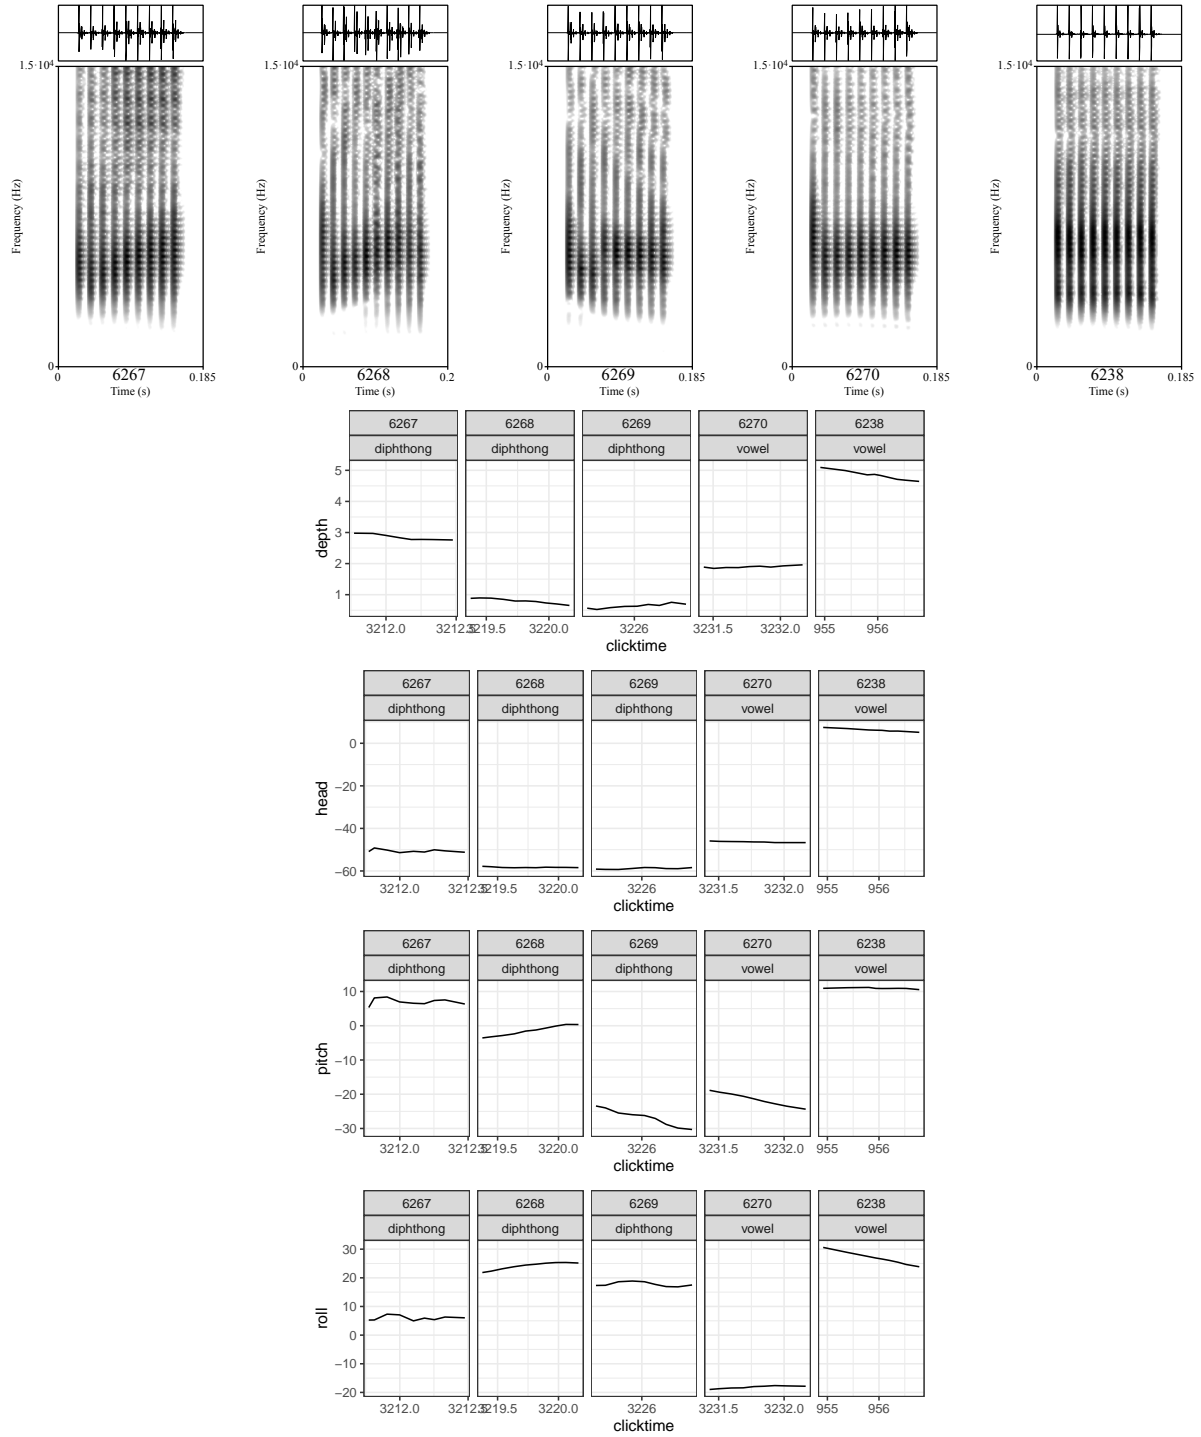 1.5·10⁴ 1.5·10⁴ 1.5·10⁴ 1.5·10⁴ 1.5·10⁴
Frequency (Hz) Frequency (Hz) Frequency (Hz) Frequency (Hz) Frequency (Hz)
0 0 0 0 0
0 6267 0.185 0 6268 0.2 0 6269 0.185 0 6270 0.185 0 6238 0.185
Time (s) Time (s) Time (s) Time (s) Time (s)
6267 6268 6269 6270 6238
diphthong diphthong diphthong vowel vowel
5
4
3
2
1
depth
3212.0 3212.5 3219.5 3220.0 3226 3231.5 3232.0 955 956
clicktime
6267 6268 6269 6270 6238
diphthong diphthong diphthong vowel vowel
0
−20
−40
−60
head
3212.0 3212.5 3219.5 3220.0 3226 3231.5 3232.0 955 956
clicktime
6267 6268 6269 6270 6238
diphthong diphthong diphthong vowel vowel
10
0
−10
−20
−30
pitch
3212.0 3212.5 3219.5 3220.0 3226 3231.5 3232.0 955 956
clicktime
6267 6268 6269 6270 6238
diphthong diphthong diphthong vowel vowel
30
20
10
0
−10
−20
roll
3212.0 3212.5 3219.5 3220.0 3226 3231.5 3232.0 955 956
clicktime